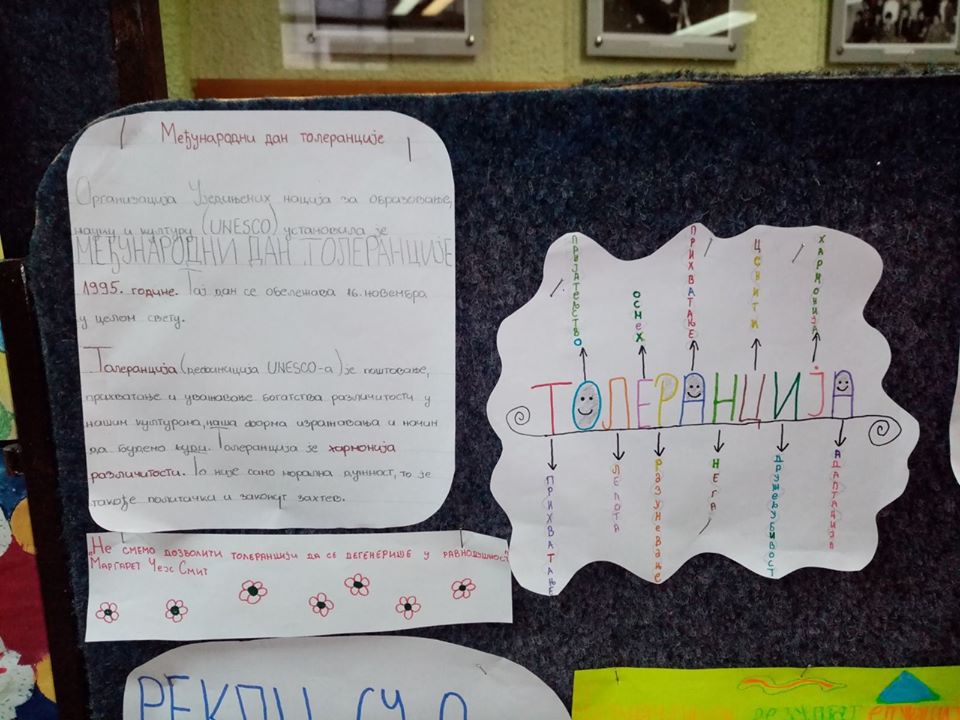 Међународни дан толеранције
Организација Уједињених нација за образовање,
науку и културу (UNESCO) установила је
МЕЂУНАРОДНИ ДАН ТОЛЕРАНЦИЈЕ
1995. године. Тај дан се обележава 16. новембра
у целом свету.
Толеранција (дефиниција UNESCO-а) је поштовање,
прихватање и уважавање богатства различитости у
нашим културама, наша форма изражавања и начин
да будемо људи. Толеранција је хармонија
различитости. То није само морална дужност, то је
такође политички и законут захтев.
„Не смемо дозволити толеранцији да се дегенерише у равнодушност"
Маргарет Чејс Смит
ПРИЈАТЕЉСТВО
ОСМЕХ
ПРИХВАТАЊЕ
ЦЕНИТИ
ХАРМОНИЈА
ТОЛЕРАНЦИЈА
ПРИХВАТАЊЕ
ЛЕПОТА
РАЗУМЕВАЊЕ
НЕГА
ДРУЖЕЉУБИВОСТ
АДАПТАЦИЈА
РЕКЛИ СУ О